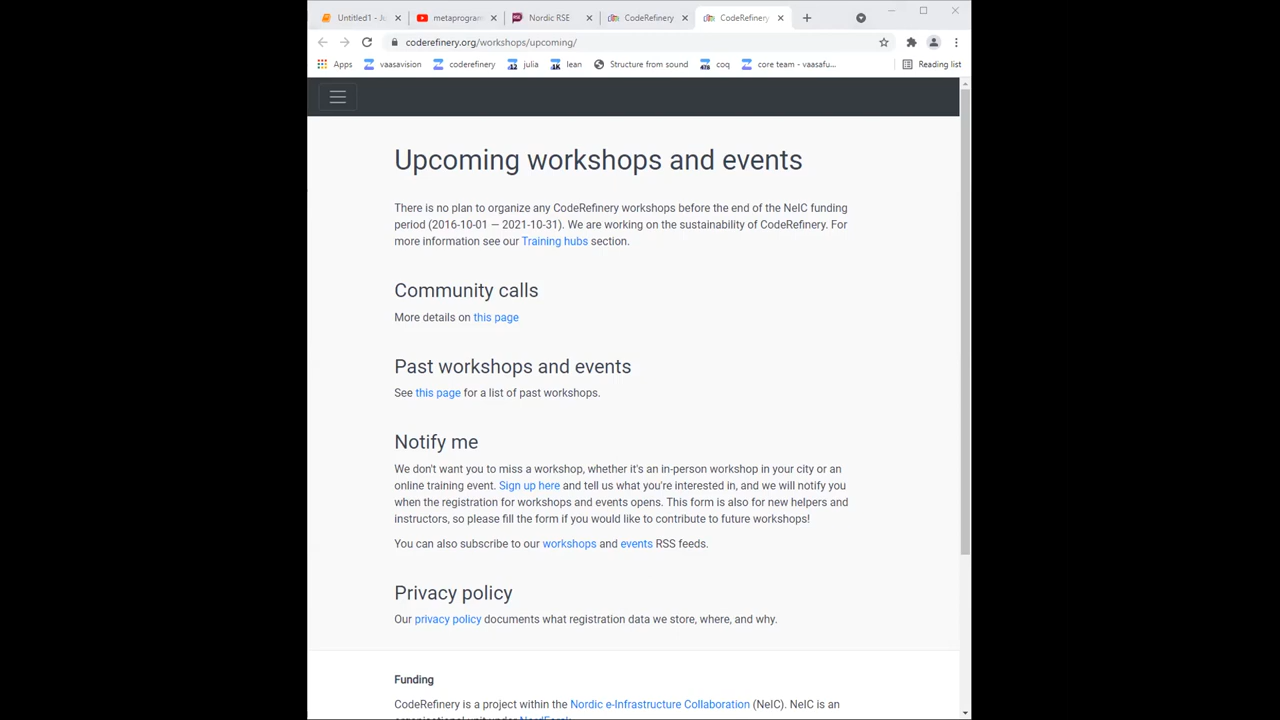 Untitled1 - Ju
metaprogram
Nordic RSE
CodeRefinery
CodeRefinery
coderefinery.org/workshops/upcoming/
Apps
vaasavision
coderefinery
12
julia
1K
lean
Structure from sound
476
coq
core team - vaasafu...
Reading list
Upcoming workshops and events
There is no plan to organize any CodeRefinery workshops before the end of the NeIC funding
period (2016-10-01 — 2021-10-31). We are working on the sustainability of CodeRefinery. For
more information see our Training hubs section.
Community calls
More details on this page
Past workshops and events
See this page for a list of past workshops.
Notify me
We don't want you to miss a workshop, whether it's an in-person workshop in your city or an
online training event. Sign up here and tell us what you're interested in, and we will notify you
when the registration for workshops and events opens. This form is also for new helpers and
instructors, so please fill the form if you would like to contribute to future workshops!
You can also subscribe to our workshops and events RSS feeds.
Privacy policy
Our privacy policy documents what registration data we store, where, and why.
Funding
CodeRefinery is a project within the Nordic e-Infrastructure Collaboration (NeIC). NeIC is an
organisational unit under NordForsk